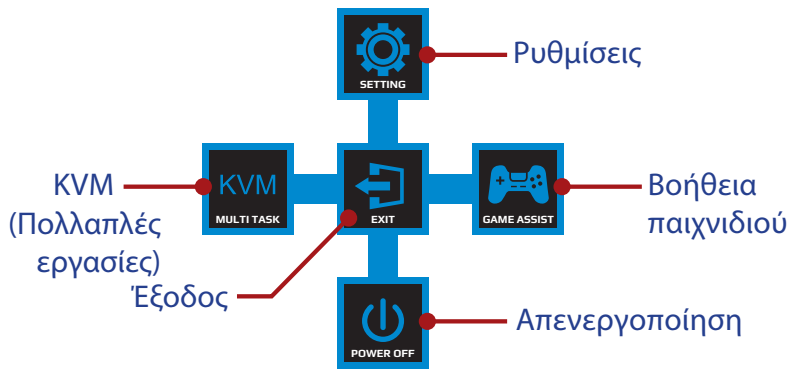 SETTING
Ρυθμίσεις
KVM
(Πολλαπλές
εργασίες)
KVM
MULTI TASK
EXIT
GAME ASSIST
Βοήθεια
παιχνιδιού
Έξοδος
POWER OFF
Απενεργοποίηση